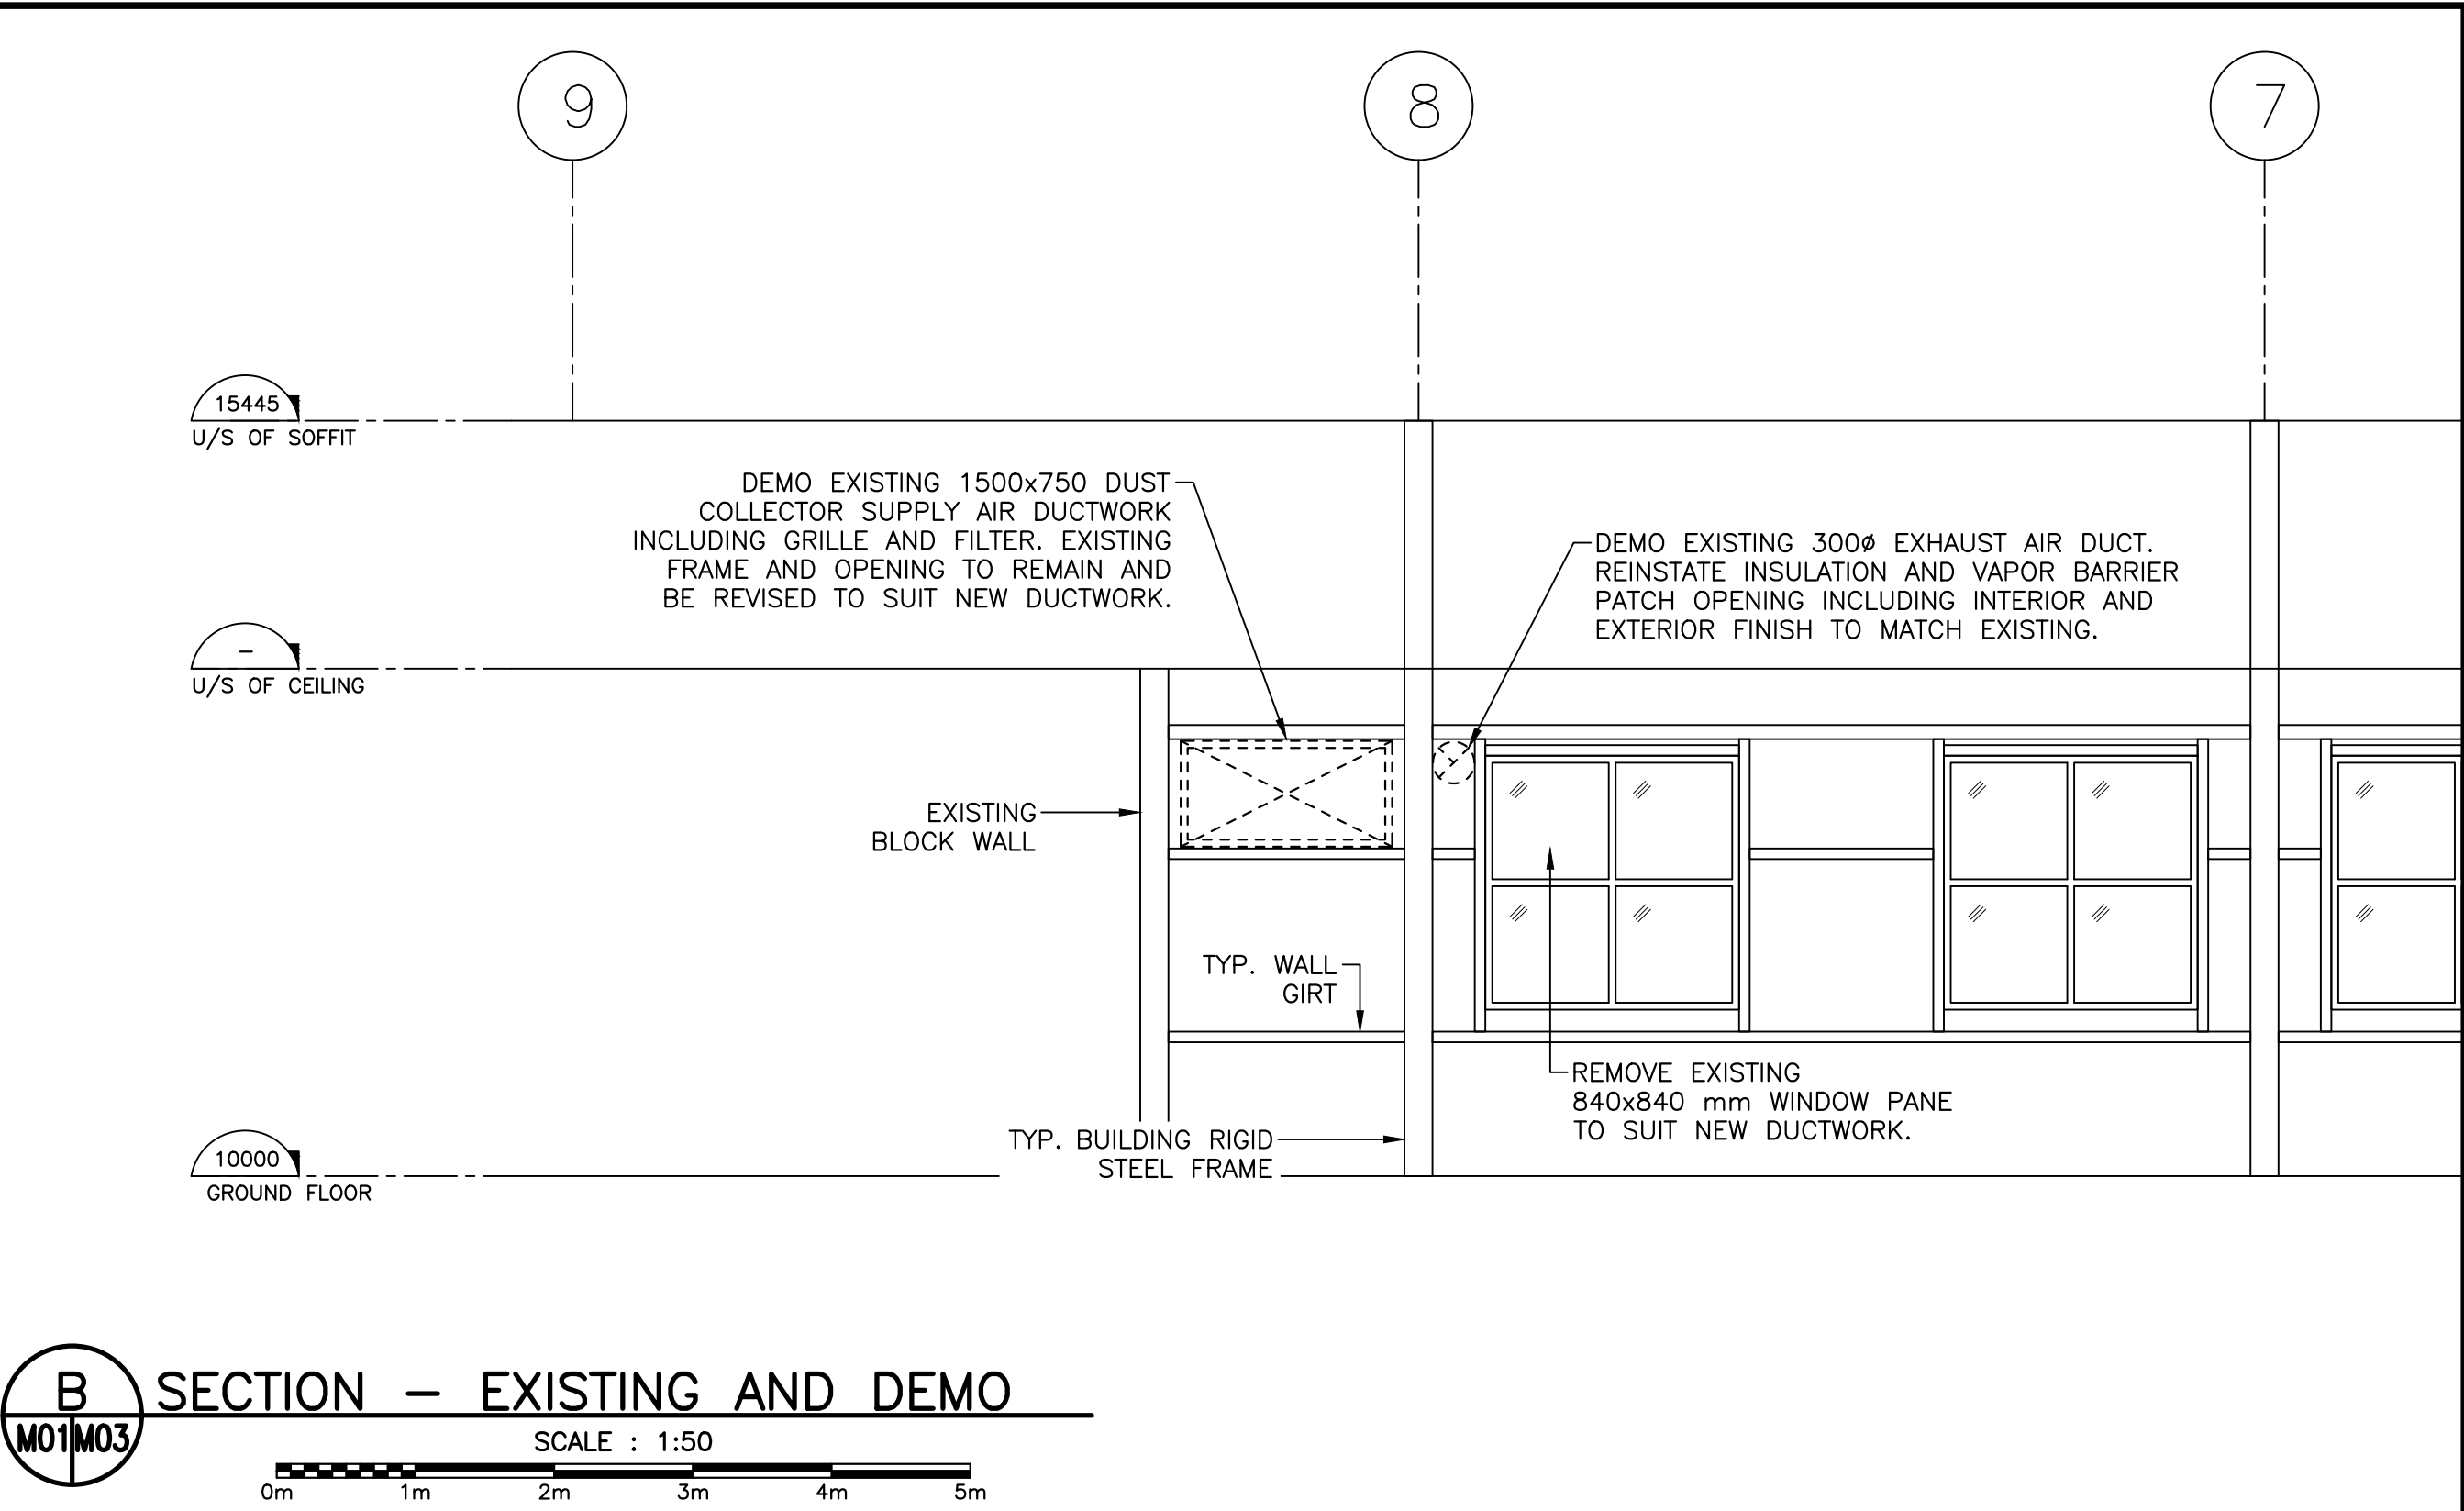 9
8
7
15445
U/S OF SOFFIT
DEMO EXISTING 1500x750 DUST
COLLECTOR SUPPLY AIR DUCTWORK
INCLUDING GRILLE AND FILTER. EXISTING
FRAME AND OPENING TO REMAIN AND
BE REVISED TO SUIT NEW DUCTWORK.
DEMO EXISTING 300ø EXHAUST AIR DUCT.
REINSTATE INSULATION AND VAPOR BARRIER
PATCH OPENING INCLUDING INTERIOR AND
EXTERIOR FINISH TO MATCH EXISTING.
-
U/S OF CEILING
EXISTING
BLOCK WALL
TYP. WALL
GIRT
REMOVE EXISTING
840x840 mm WINDOW PANE
TO SUIT NEW DUCTWORK.
TYP. BUILDING RIGID
STEEL FRAME
10000
GROUND FLOOR
B
M01 M03
SECTION - EXISTING AND DEMO
SCALE : 1:50
0m 1m 2m 3m 4m 5m